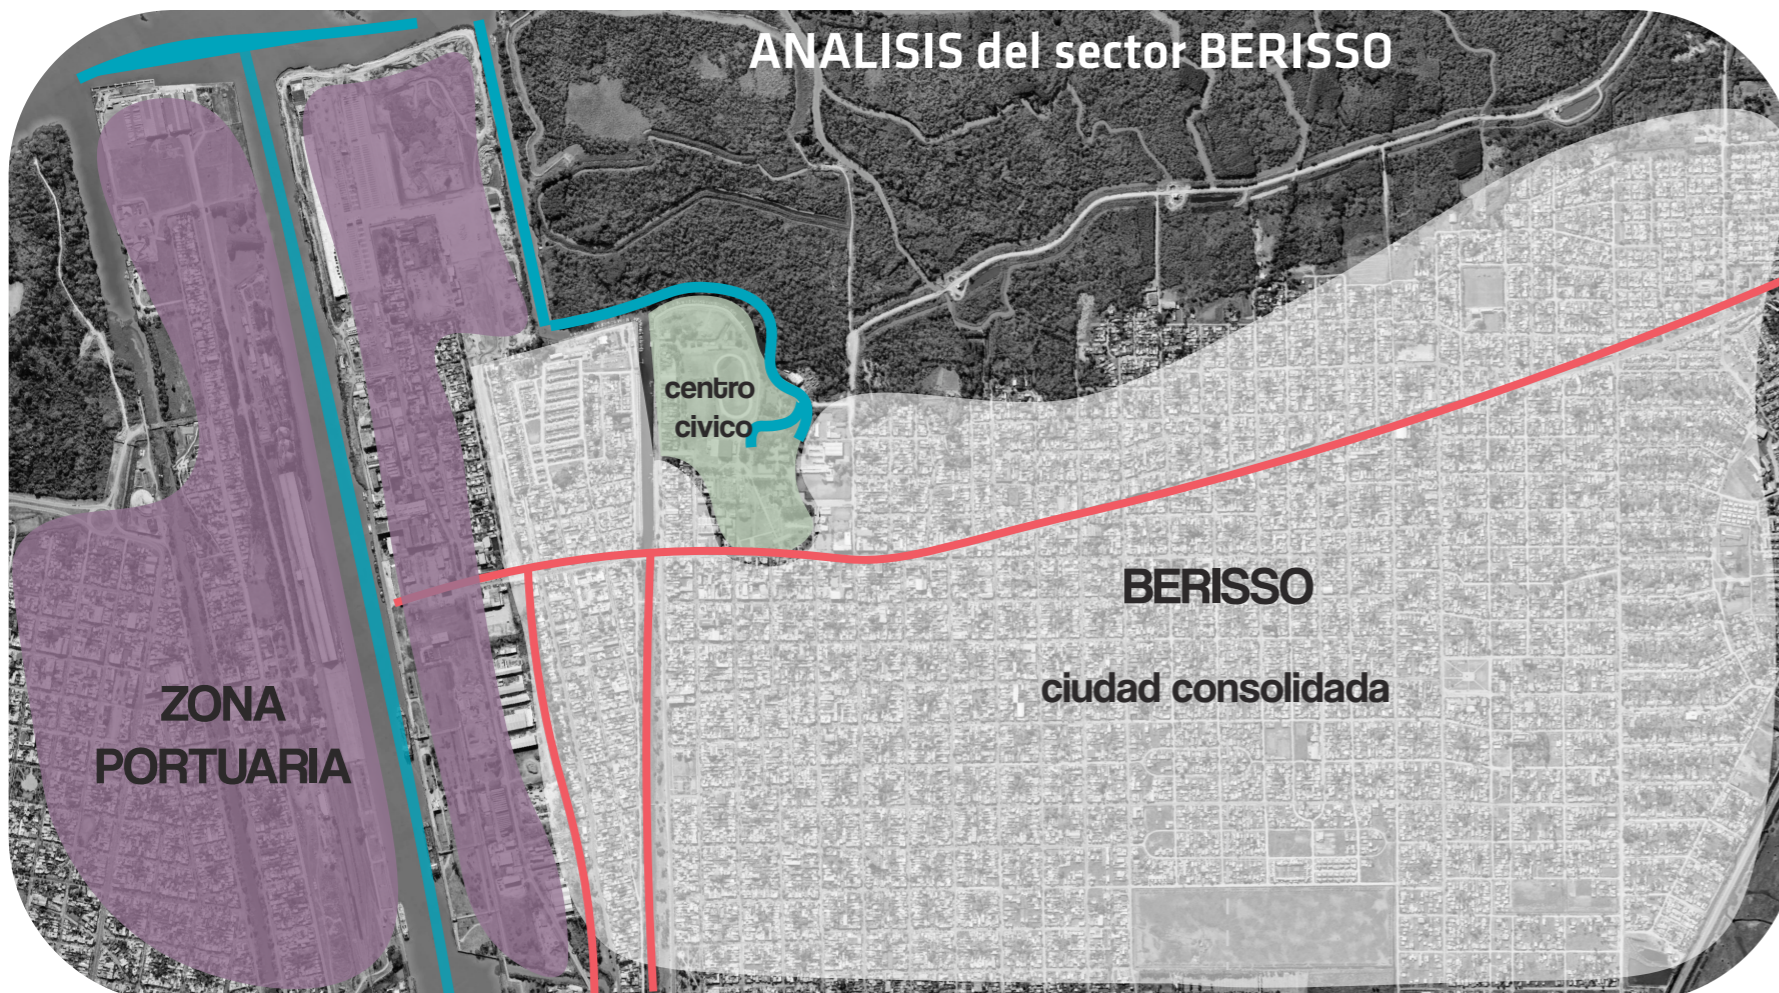 ANALISIS del sector BERISSO
centro
civico
BERISSO
ciudad consolidada
ZONA
PORTUARIA